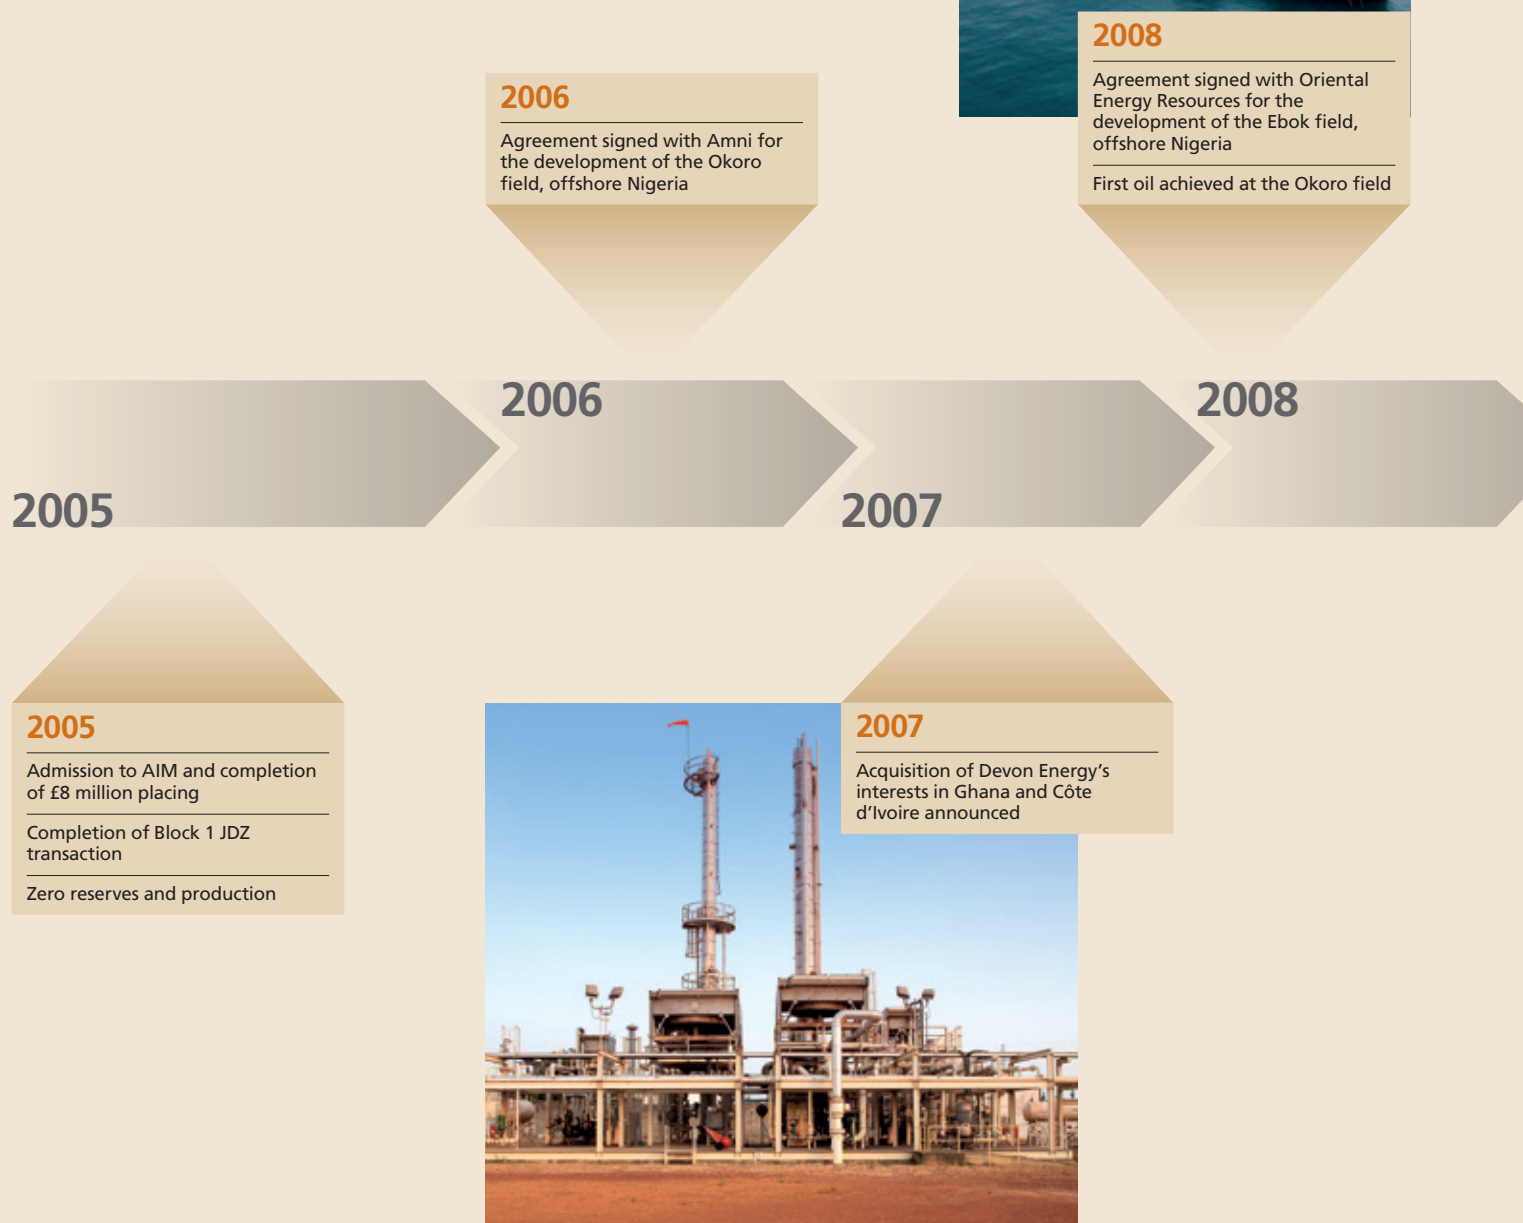 2008
Agreement signed with Oriental
Energy Resources for the
development of the Ebok field,
offshore Nigeria
First oil achieved at the Okoro field
2006
Agreement signed with Amni for
the development of the Okoro
field, offshore Nigeria
2006
2008
2005
2007
2005
Admission to AIM and completion
of £8 million placing
Completion of Block 1 JDZ
transaction
Zero reserves and production
2007
Acquisition of Devon Energy’s
interests in Ghana and Côte
d’Ivoire announced